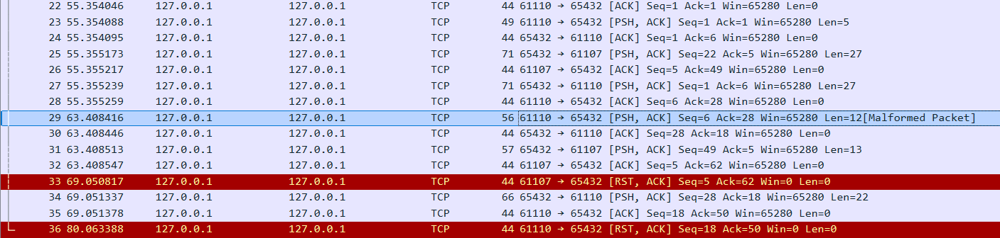 22 55.354046 127.0.0.1 127.0.0.1 TCP 44 61110 → 65432 [ACK] Seq=1 Ack=1 Win=65280 Len=0
23 55.354088 127.0.0.1 127.0.0.1 TCP 49 61110 → 65432 [PSH, ACK] Seq=1 Ack=1 Win=65280 Len=5
24 55.354095 127.0.0.1 127.0.0.1 TCP 44 65432 → 61110 [ACK] Seq=1 Ack=6 Win=65280 Len=0
25 55.355173 127.0.0.1 127.0.0.1 TCP 71 65432 → 61107 [PSH, ACK] Seq=22 Ack=5 Win=65280 Len=27
26 55.355217 127.0.0.1 127.0.0.1 TCP 44 61107 → 65432 [ACK] Seq=5 Ack=49 Win=65280 Len=0
27 55.355239 127.0.0.1 127.0.0.1 TCP 71 65432 → 61110 [PSH, ACK] Seq=1 Ack=6 Win=65280 Len=27
28 55.355259 127.0.0.1 127.0.0.1 TCP 44 61110 → 65432 [ACK] Seq=6 Ack=28 Win=65280 Len=0
29 63.408416 127.0.0.1 127.0.0.1 TCP 56 61110 → 65432 [PSH, ACK] Seq=6 Ack=28 Win=65280 Len=12[Malformed Packet]
30 63.408446 127.0.0.1 127.0.0.1 TCP 44 65432 → 61110 [ACK] Seq=28 Ack=18 Win=65280 Len=0
31 63.408513 127.0.0.1 127.0.0.1 TCP 57 65432 → 61107 [PSH, ACK] Seq=49 Ack=5 Win=65280 Len=13
32 63.408547 127.0.0.1 127.0.0.1 TCP 44 61107 → 65432 [ACK] Seq=5 Ack=62 Win=65280 Len=0
33 69.050817 127.0.0.1 127.0.0.1 TCP 44 61107 → 65432 [RST, ACK] Seq=5 Ack=62 Win=0 Len=0
34 69.051337 127.0.0.1 127.0.0.1 TCP 66 65432 → 61110 [PSH, ACK] Seq=28 Ack=18 Win=65280 Len=22
35 69.051378 127.0.0.1 127.0.0.1 TCP 44 61110 → 65432 [ACK] Seq=18 Ack=50 Win=65280 Len=0
36 80.063388 127.0.0.1 127.0.0.1 TCP 44 61110 → 65432 [RST, ACK] Seq=18 Ack=50 Win=0 Len=0